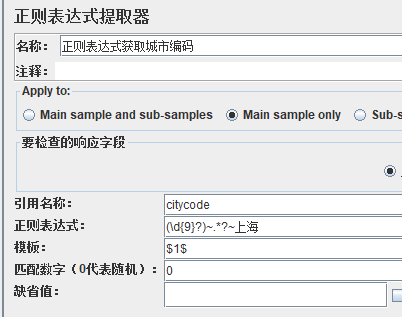 正则表达式提取器
名称： 正则表达式获取城市编码
注释：
Apply to:
Main sample and sub-samples Main sample only Sub-s
要检查的响应字段
引用名称： citycode
正则表达式： (\d{9}?)~.*?~上海
模板： $1$
匹配数字（0代表随机）： 0
缺省值：